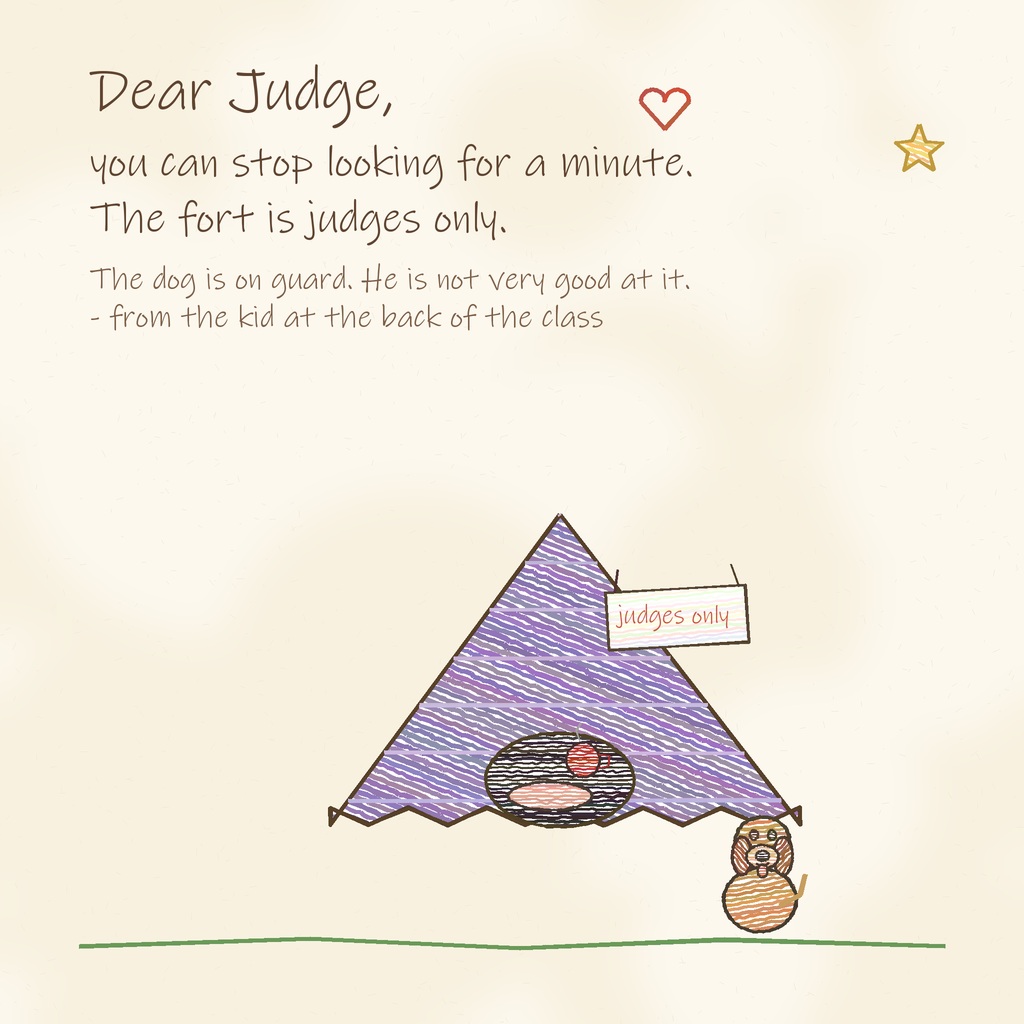 Dear Judge,
you can stop looking for a minute.
The fort is judges only.
The dog is on guard. He is not very good at it.
- from the kid at the back of the class
judges only